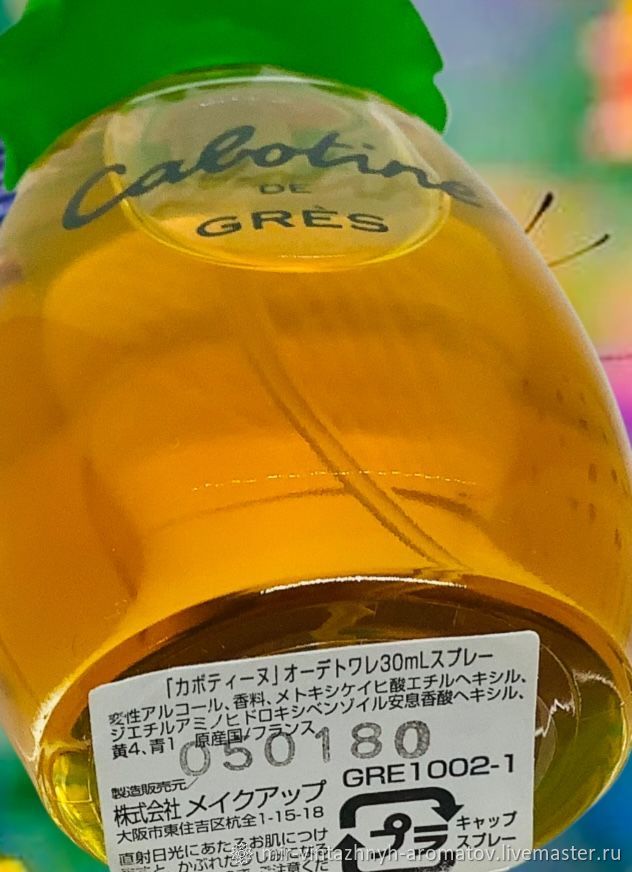 Cabotine
DE
GRÈS
「カボティーヌ」オーデトワレ30mLスプレー
変性アルコール、香料、メトキシケイヒ酸エチルヘキシル、
ジエチルアミノヒドロキシベンゾイル安息香酸ヘキシル、
黄4、青1 原産国/フランス
050180
GRE1002-1
製造販売元/
株式会社 メイクアップ
大阪市東住吉区杭全1-15-18
プラ
キャップ
スプレー
直射日光にあたるお肌につけ
mir-vintazhnyh-aromatov.livemaster.ru